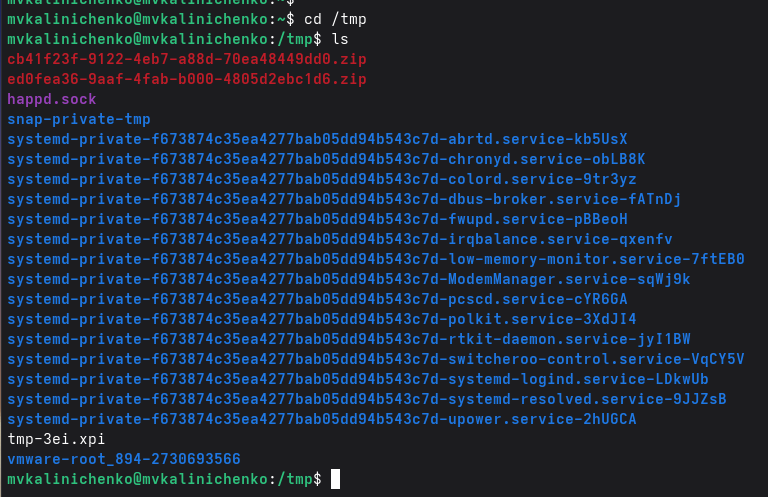 mvkalinichenko@mvkalinichenko:~$ cd /tmp
mvkalinichenko@mvkalinichenko:/tmp$ ls
cb41f23f-9122-4eb7-a88d-70ea48449dd0.zip
ed0fea36-9aaf-4fab-b000-4805d2ebc1d6.zip
happd.sock
snap-private-tmp
systemd-private-f673874c35ea4277bab05dd94b543c7d-abrtd.service-kb5UsX
systemd-private-f673874c35ea4277bab05dd94b543c7d-chronyd.service-obLB8K
systemd-private-f673874c35ea4277bab05dd94b543c7d-colord.service-9tr3yz
systemd-private-f673874c35ea4277bab05dd94b543c7d-dbus-broker.service-fATnDj
systemd-private-f673874c35ea4277bab05dd94b543c7d-fwupd.service-pBBeoH
systemd-private-f673874c35ea4277bab05dd94b543c7d-irqbalance.service-qxenfv
systemd-private-f673874c35ea4277bab05dd94b543c7d-low-memory-monitor.service-7ftEB0
systemd-private-f673874c35ea4277bab05dd94b543c7d-ModemManager.service-sqWj9k
systemd-private-f673874c35ea4277bab05dd94b543c7d-pcscd.service-cYR6GA
systemd-private-f673874c35ea4277bab05dd94b543c7d-polkit.service-3XdJI4
systemd-private-f673874c35ea4277bab05dd94b543c7d-rtkit-daemon.service-jyI1BW
systemd-private-f673874c35ea4277bab05dd94b543c7d-switcheroo-control.service-VqCY5V
systemd-private-f673874c35ea4277bab05dd94b543c7d-systemd-logind.service-LDkwUb
systemd-private-f673874c35ea4277bab05dd94b543c7d-systemd-resolved.service-9JJZsB
systemd-private-f673874c35ea4277bab05dd94b543c7d-upower.service-2hUGCA
tmp-3ei.xpi
vmware-root_894-2730693566
mvkalinichenko@mvkalinichenko:/tmp$